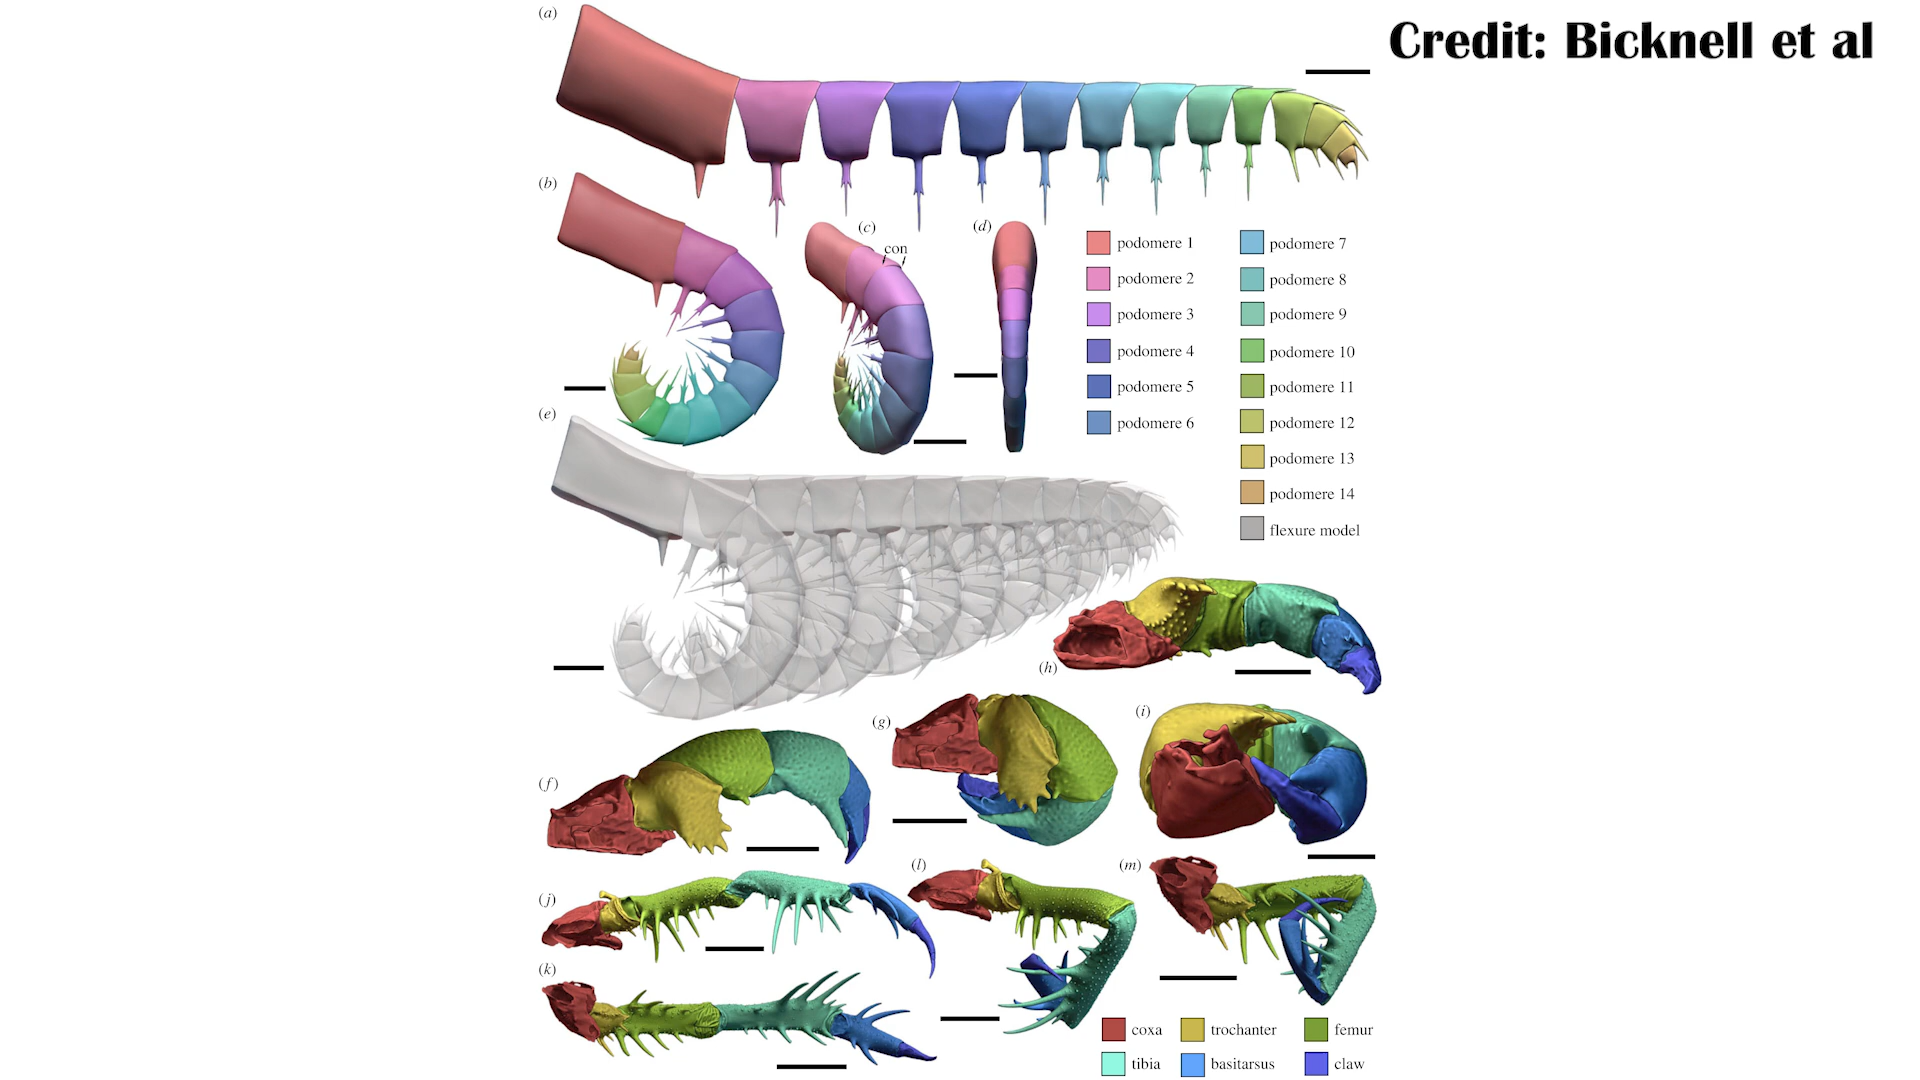 Credit: Bicknell et al
(a)
(b)
(c)
con
(d)
podomere 1
podomere 2
podomere 3
podomere 4
podomere 5
podomere 6
podomere 7
podomere 8
podomere 9
podomere 10
podomere 11
podomere 12
podomere 13
podomere 14
flexure model
(e)
(h)
(g)
(i)
(f)
(l)
(m)
(j)
(k)
coxa
trochanter
femur
tibia
basitarsus
claw